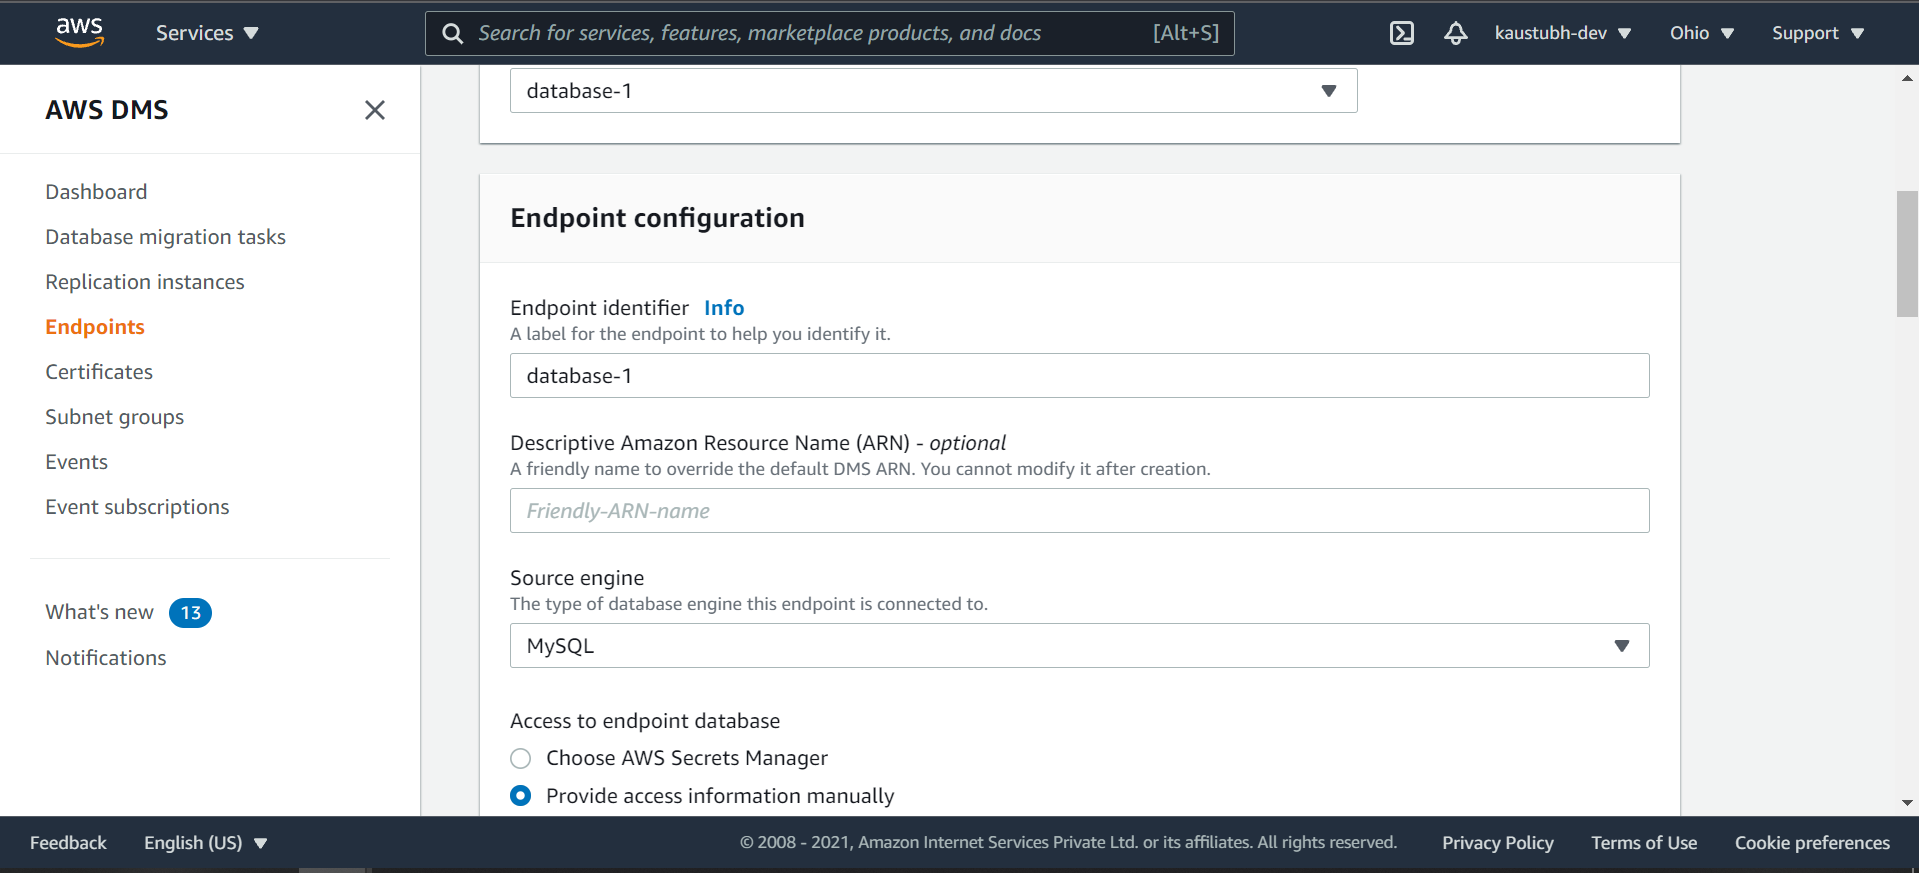 aws
Services
Search for services, features, marketplace products, and docs [Alt+S]
kaustubh-dev
Ohio
Support
AWS DMS
Dashboard
Database migration tasks
Replication instances
Endpoints
Certificates
Subnet groups
Events
Event subscriptions
What's new 13
Notifications
database-1
Endpoint configuration
Endpoint identifier Info
A label for the endpoint to help you identify it.
database-1
Descriptive Amazon Resource Name (ARN) - optional
A friendly name to override the default DMS ARN. You cannot modify it after creation.
Friendly-ARN-name
Source engine
The type of database engine this endpoint is connected to.
MySQL
Access to endpoint database
Choose AWS Secrets Manager
Provide access information manually
Feedback
English (US)
© 2008 - 2021, Amazon Internet Services Private Ltd. or its affiliates. All rights reserved.
Privacy Policy
Terms of Use
Cookie preferences